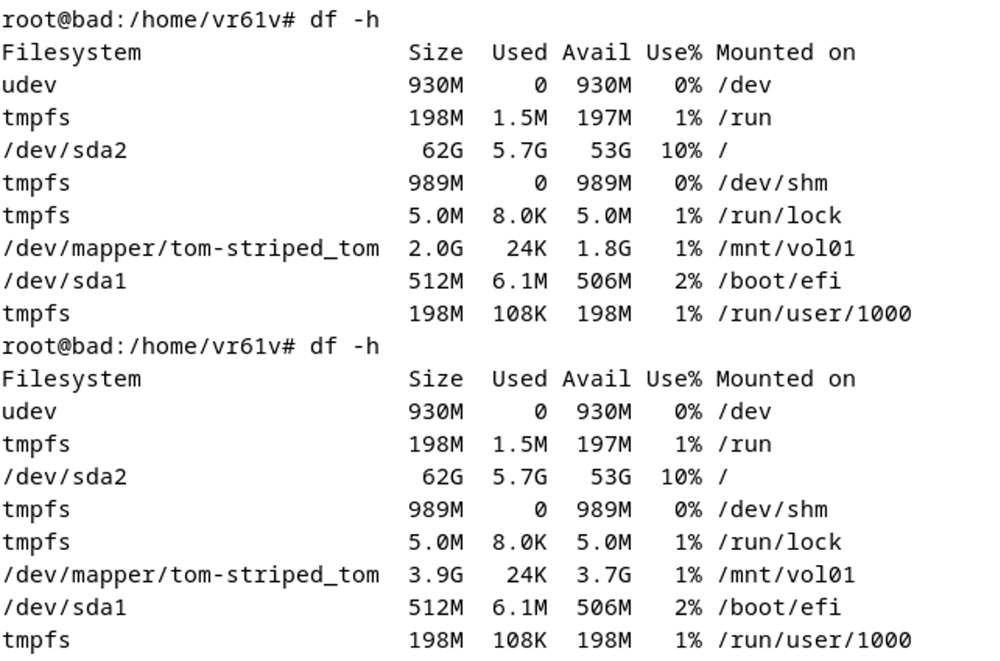 root@bad:/home/vr61v# df -h
Filesystem                   Size  Used Avail Use% Mounted on
udev                         930M     0  930M   0% /dev
tmpfs                        198M  1.5M  197M   1% /run
/dev/sda2                     62G  5.7G   53G  10% /
tmpfs                        989M     0  989M   0% /dev/shm
tmpfs                        5.0M  8.0K  5.0M   1% /run/lock
/dev/mapper/tom-striped_tom  2.0G   24K  1.8G   1% /mnt/vol01
/dev/sda1                    512M  6.1M  506M   2% /boot/efi
tmpfs                        198M  108K  198M   1% /run/user/1000
root@bad:/home/vr61v# df -h
Filesystem                   Size  Used Avail Use% Mounted on
udev                         930M     0  930M   0% /dev
tmpfs                        198M  1.5M  197M   1% /run
/dev/sda2                     62G  5.7G   53G  10% /
tmpfs                        989M     0  989M   0% /dev/shm
tmpfs                        5.0M  8.0K  5.0M   1% /run/lock
/dev/mapper/tom-striped_tom  3.9G   24K  3.7G   1% /mnt/vol01
/dev/sda1                    512M  6.1M  506M   2% /boot/efi
tmpfs                        198M  108K  198M   1% /run/user/1000